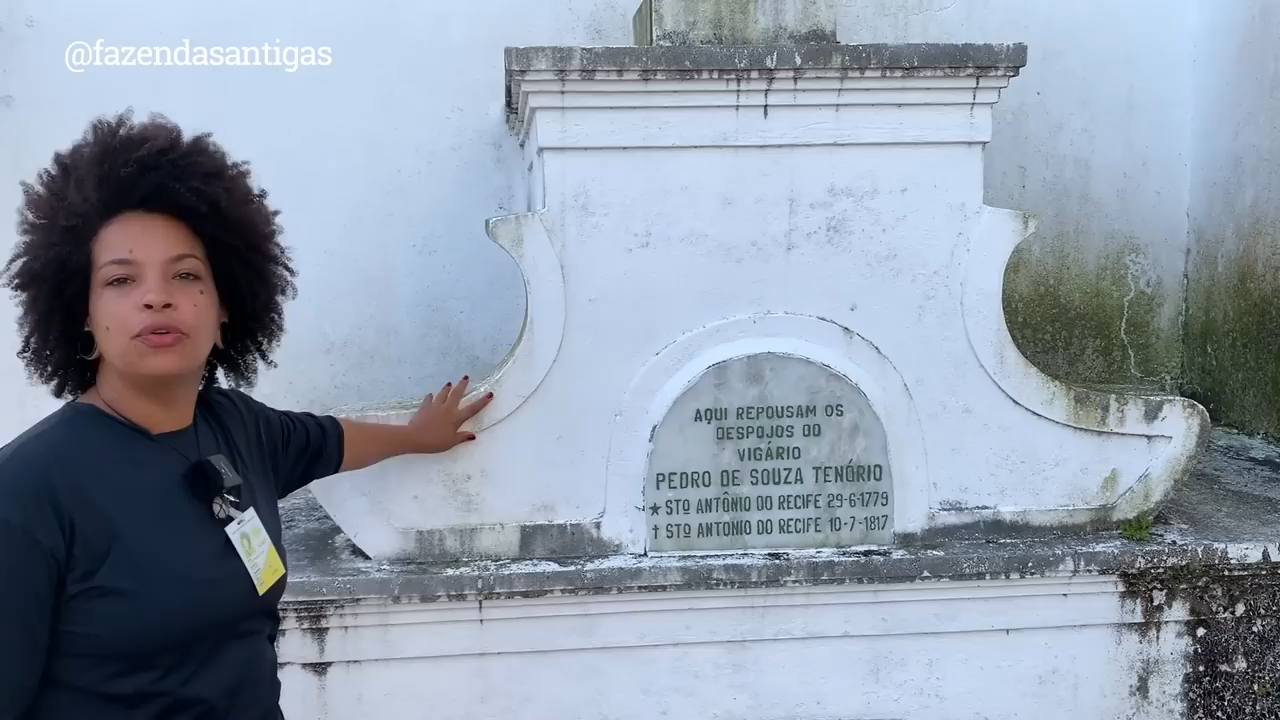 @fazendasantigas
AQUI REPOUSAM OS
DESPOJOS DO
VIGÁRIO
PEDRO DE SOUZA TENÓRIO
★ STO ANTÔNIO DO RECIFE 29-6-1779
† STO ANTONIO DO RECIFE 10-7-1817